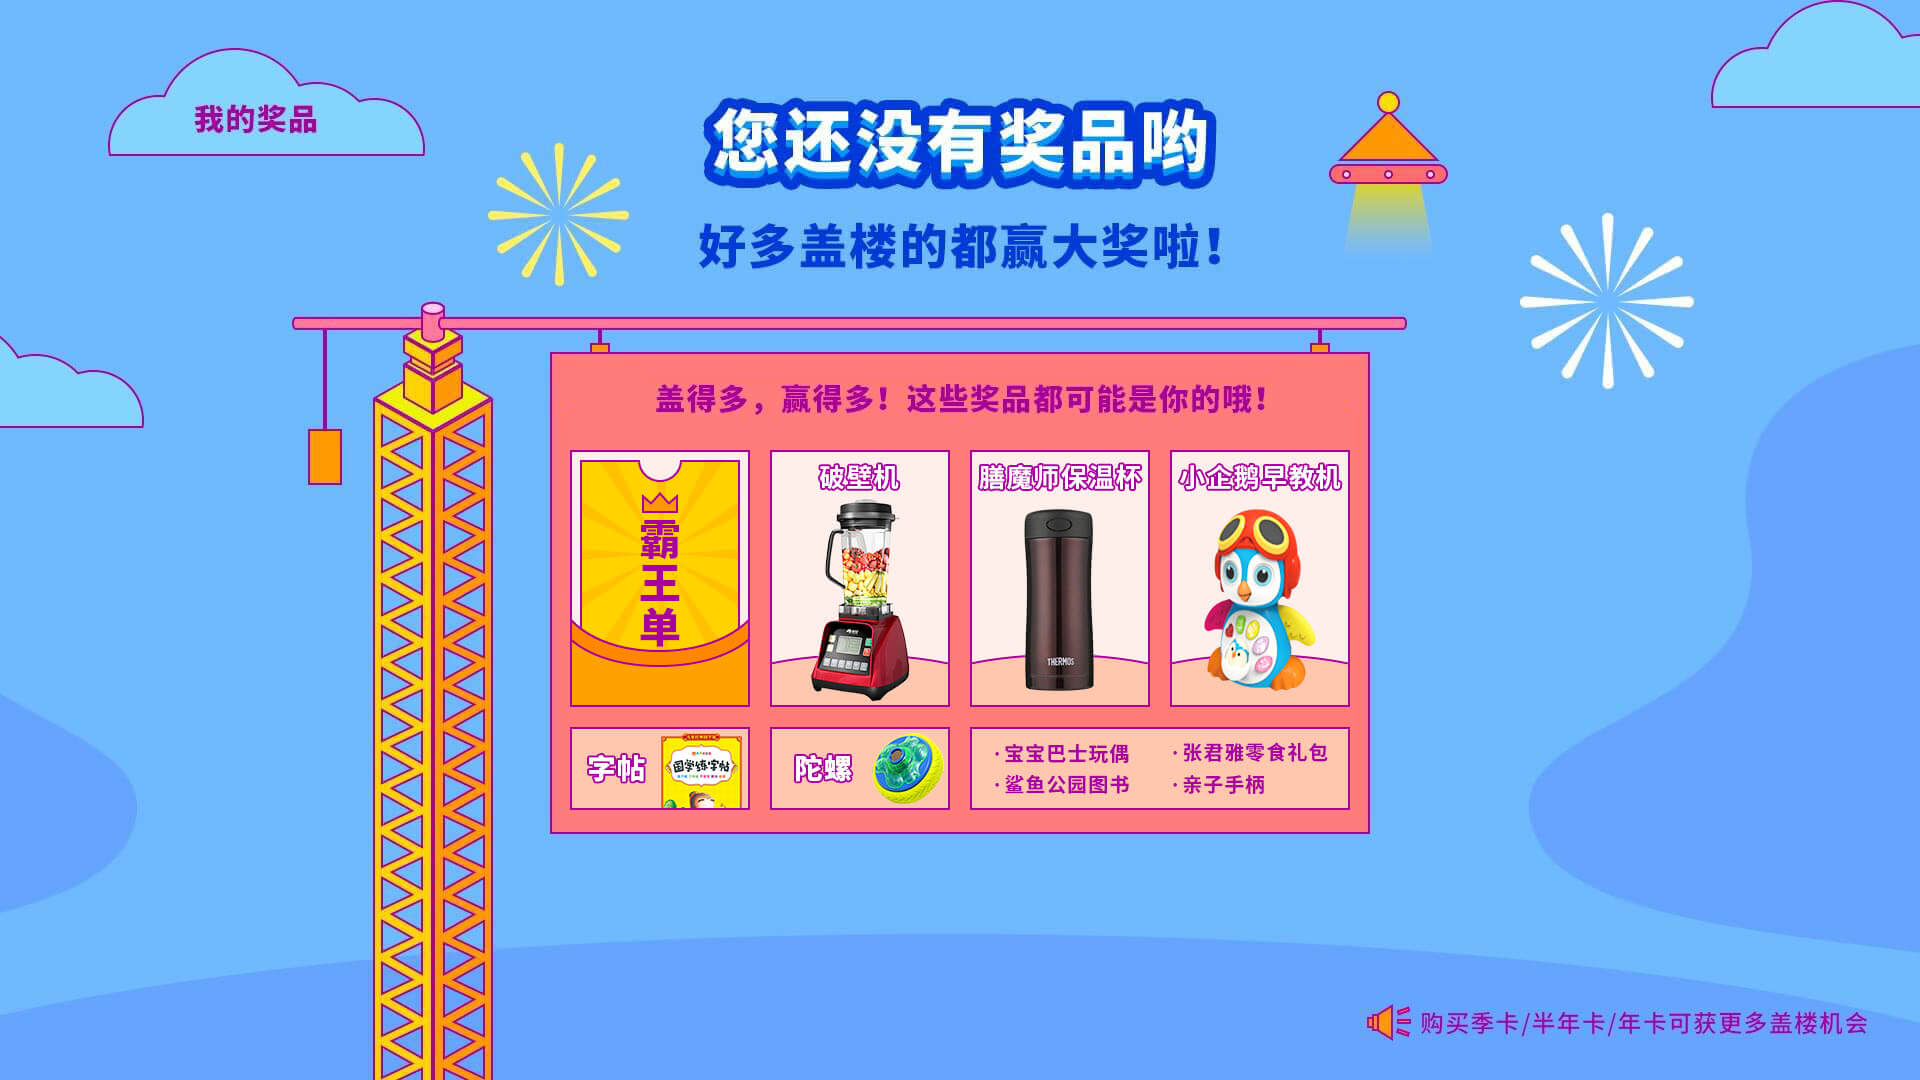 我的奖品
您还没有奖品哟
好多盖楼的都赢大奖啦！
盖得多，赢得多！这些奖品都可能是你的哦！
霸王单
破壁机
膳魔师保温杯
THERMOS
小企鹅早教机
字帖
国学练字帖
陀螺
·宝宝巴士玩偶
·张君雅零食礼包
·鲨鱼公园图书
·亲子手柄
购买季卡/半年卡/年卡可获更多盖楼机会